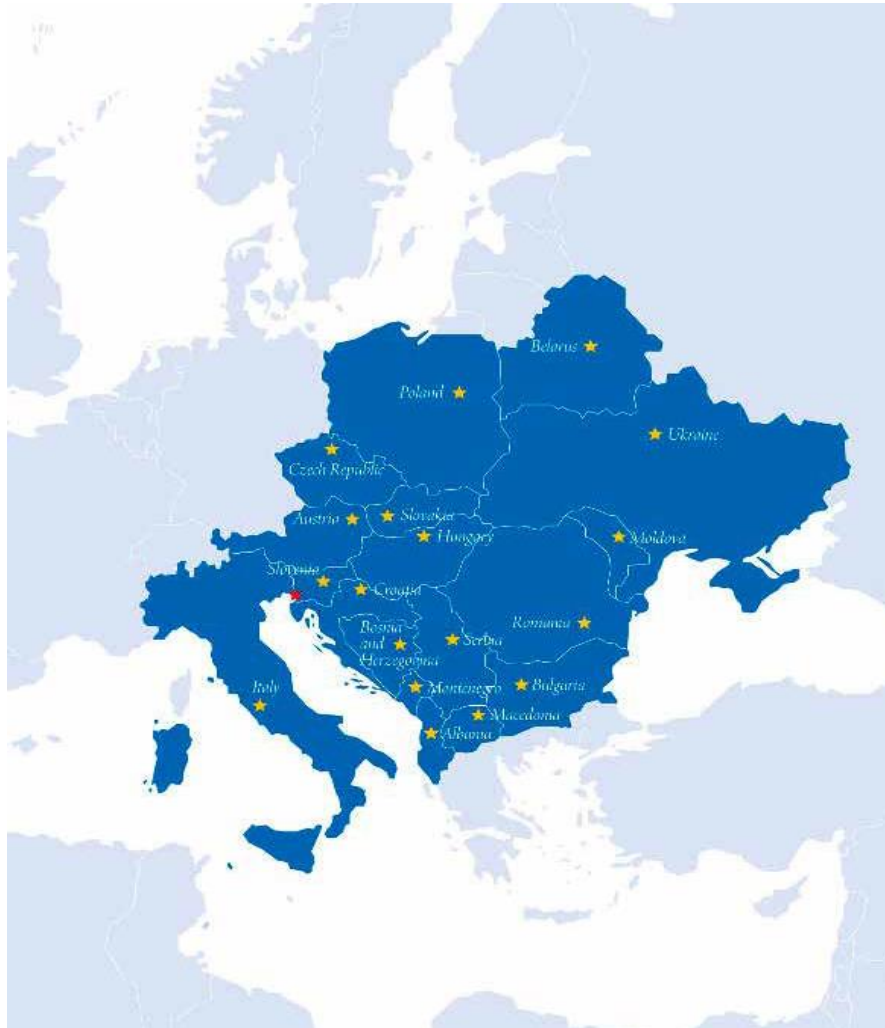 Belarus
Poland
Ukraine
Czech Republic
Austria
Slovakia
Hungary
Moldova
Slovenia
Croatia
Romania
Bosnia
and
Herzegovina
Serbia
Italy
Montenegro
Bulgaria
Macedonia
Albania